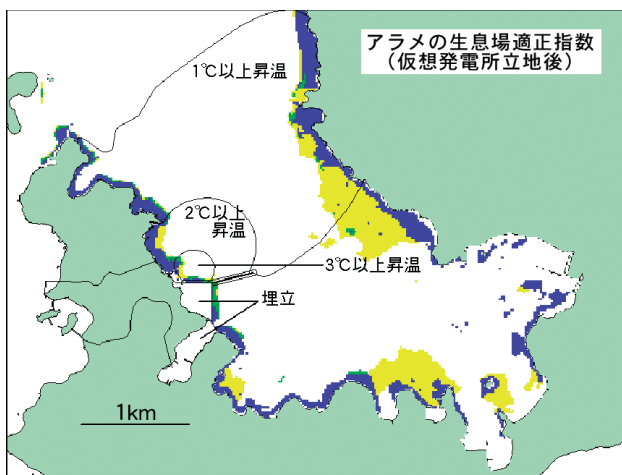 アラメの生息場適正指数
(仮想発電所立地後)
1℃以上昇温
2℃以上
昇温
3℃以上昇温
埋立
1km